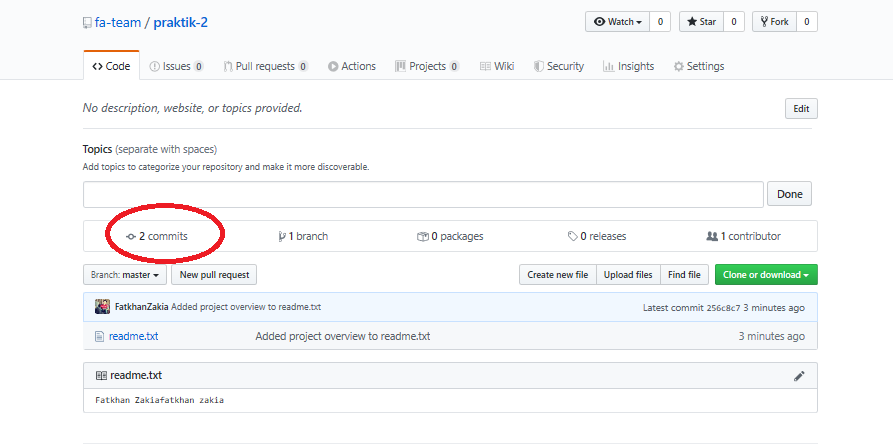 fa-team / praktik-2 Watch 0 Star 0 Fork 0
Code Issues 0 Pull requests 0 Actions Projects 0 Wiki Security Insights Settings
No description, website, or topics provided. Edit
Topics (separate with spaces)
Add topics to categorize your repository and make it more discoverable.
Done
2 commits 1 branch 0 packages 0 releases 1 contributor
Branch: master New pull request Create new file Upload files Find file Clone or download
FatkhanZakia Added project overview to readme.txt Latest commit 256c8c7 3 minutes ago
readme.txt Added project overview to readme.txt 3 minutes ago
readme.txt
Fatkhan Zakiafatkhan zakia